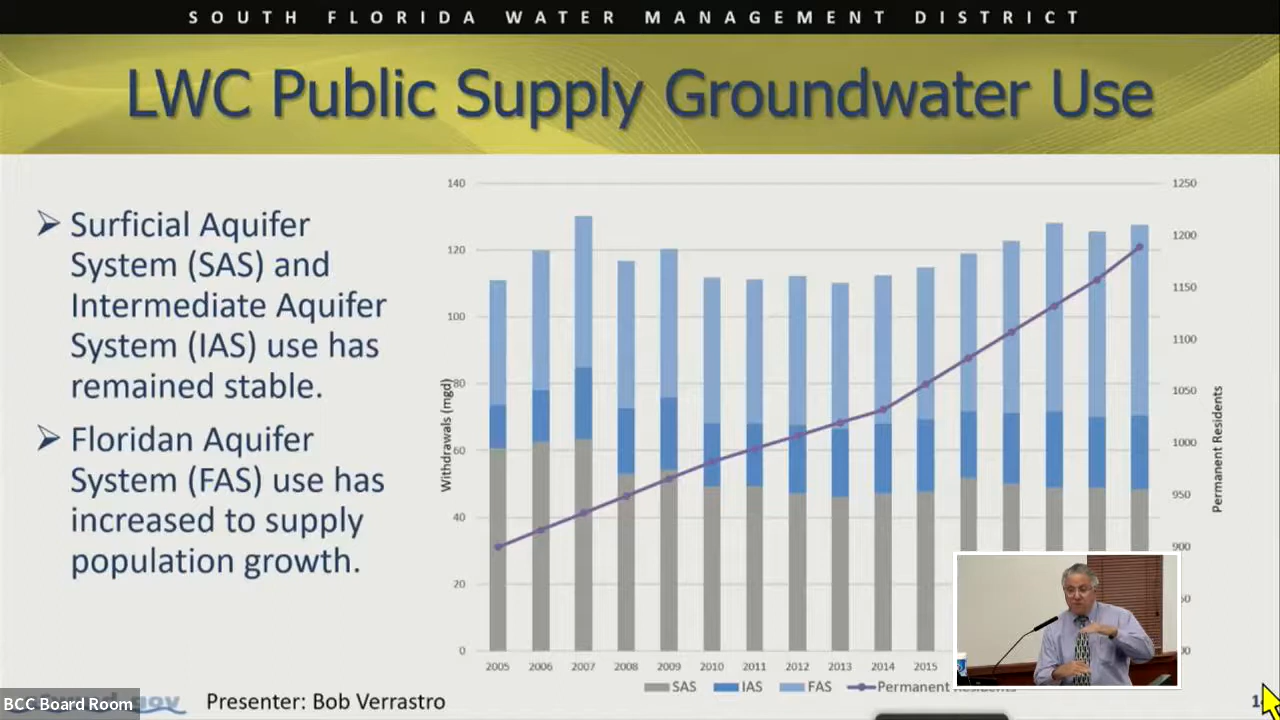 SOUTH FLORIDA WATER MANAGEMENT DISTRICT
LWC Public Supply Groundwater Use
➢ Surficial Aquifer
System (SAS) and
Intermediate Aquifer
System (IAS) use has
remained stable.
➢ Floridan Aquifer
System (FAS) use has
increased to supply
population growth.
140
120
100
80
60
40
20
0
Withdrawals (mgd)
1250
1200
1150
1100
1050
1000
950
900
Permanent Residents
2005 2006 2007 2008 2009 2010 2011 2012 2013 2014 2015
SAS IAS FAS Permanent Residents
BCC Board Room
Presenter: Bob Verrastro